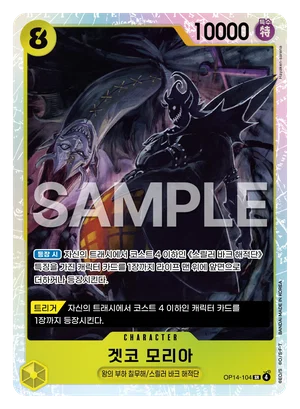 8
10000
특수
特
SAMPLE
등장 시 자신의 트래시에서 코스트 4 이하인 《스릴러 바크 해적단》
특징을 가진 캐릭터 카드를 1장까지 라이프 맨 위에 앞면으로
더하거나 등장시킨다.
트리거 자신의 트래시에서 코스트 4 이하인 캐릭터 카드를
1장까지 등장시킨다.
CHARACTER
겟코 모리아
왕의 부하 칠무해/스릴러 바크 해적단
OP14-104 SR 4